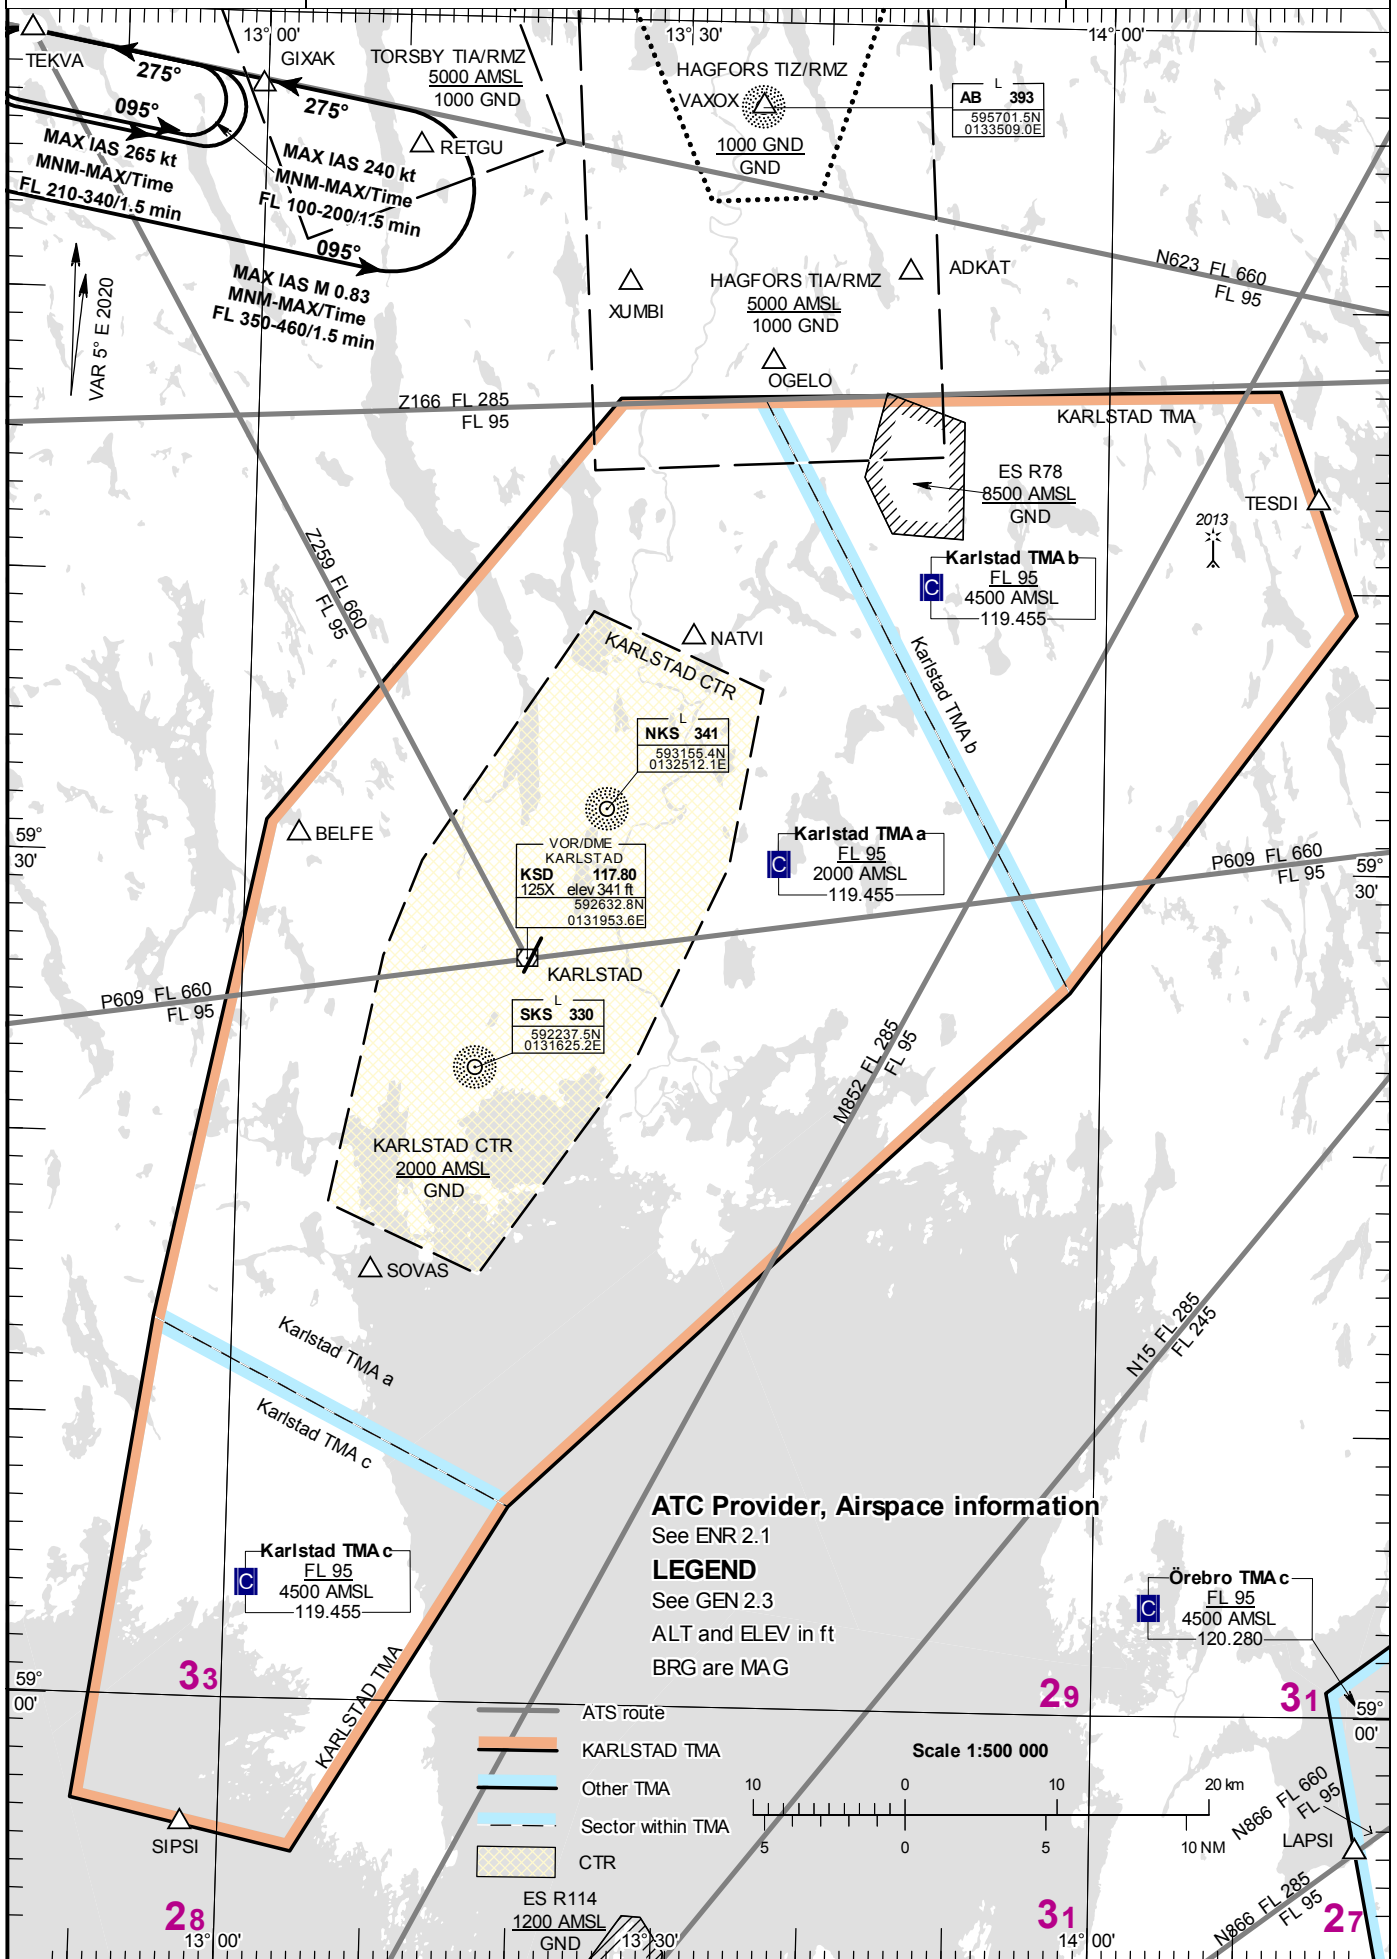 13° 00'
13° 30'
14° 00'
TEKVA
GIXAK
275°
095°
275°
TORSBY TIA/RMZ
5000 AMSL
1000 GND
HAGFORS TIZ/RMZ
VAXOX
1000 GND
GND
L
AB 393
595701.5N
0133509.0E
RETGU
MAX IAS 265 kt
MNM-MAX/Time
FL 210-340/1.5 min
MAX IAS 240 kt
MNM-MAX/Time
FL 100-200/1.5 min
095°
MAX IAS M 0.83
MNM-MAX/Time
FL 350-460/1.5 min
VAR 5° E 2020
XUMBI
HAGFORS TIA/RMZ
5000 AMSL
1000 GND
ADKAT
N623 FL 660
FL 95
OGELO
Z166 FL 285
FL 95
KARLSTAD TMA
ES R78
8500 AMSL
GND
TESDI
2013
Z259 FL 660
FL 95
Karlstad TMA b
C
FL 95
4500 AMSL
119.455
NATVI
KARLSTAD CTR
Karlstad TMA b
L
NKS 341
593155.4N
0132512.1E
BELFE
59°
30'
VOR/DME
KARLSTAD
KSD 117.80
125X elev 341 ft
592632.8N
0131953.6E
Karlstad TMA a
C
FL 95
2000 AMSL
119.455
P609 FL 660
FL 95
59°
30'
KARLSTAD
P609 FL 660
FL 95
L
SKS 330
592237.5N
0131625.2E
M852 FL 285
FL 95
KARLSTAD CTR
2000 AMSL
GND
SOVAS
Karlstad TMA a
Karlstad TMA c
N15 FL 285
FL 245
ATC Provider, Airspace information
See ENR 2.1
LEGEND
See GEN 2.3
ALT and ELEV in ft
BRG are MAG
Karlstad TMA c
C
FL 95
4500 AMSL
119.455
Örebro TMA c
C
FL 95
4500 AMSL
120.280
59°
00'
33
KARLSTAD TMA
29
31
59°
00'
ATS route
KARLSTAD TMA
Other TMA
Sector within TMA
CTR
Scale 1:500 000
10 0 10 20 km
5 0 5 10 NM
N866 FL 660
FL 95
LAPSI
SIPSI
ES R114
1200 AMSL
GND
N866 FL 285
FL 95
28
31
27
13° 00'
13° 30'
14° 00'